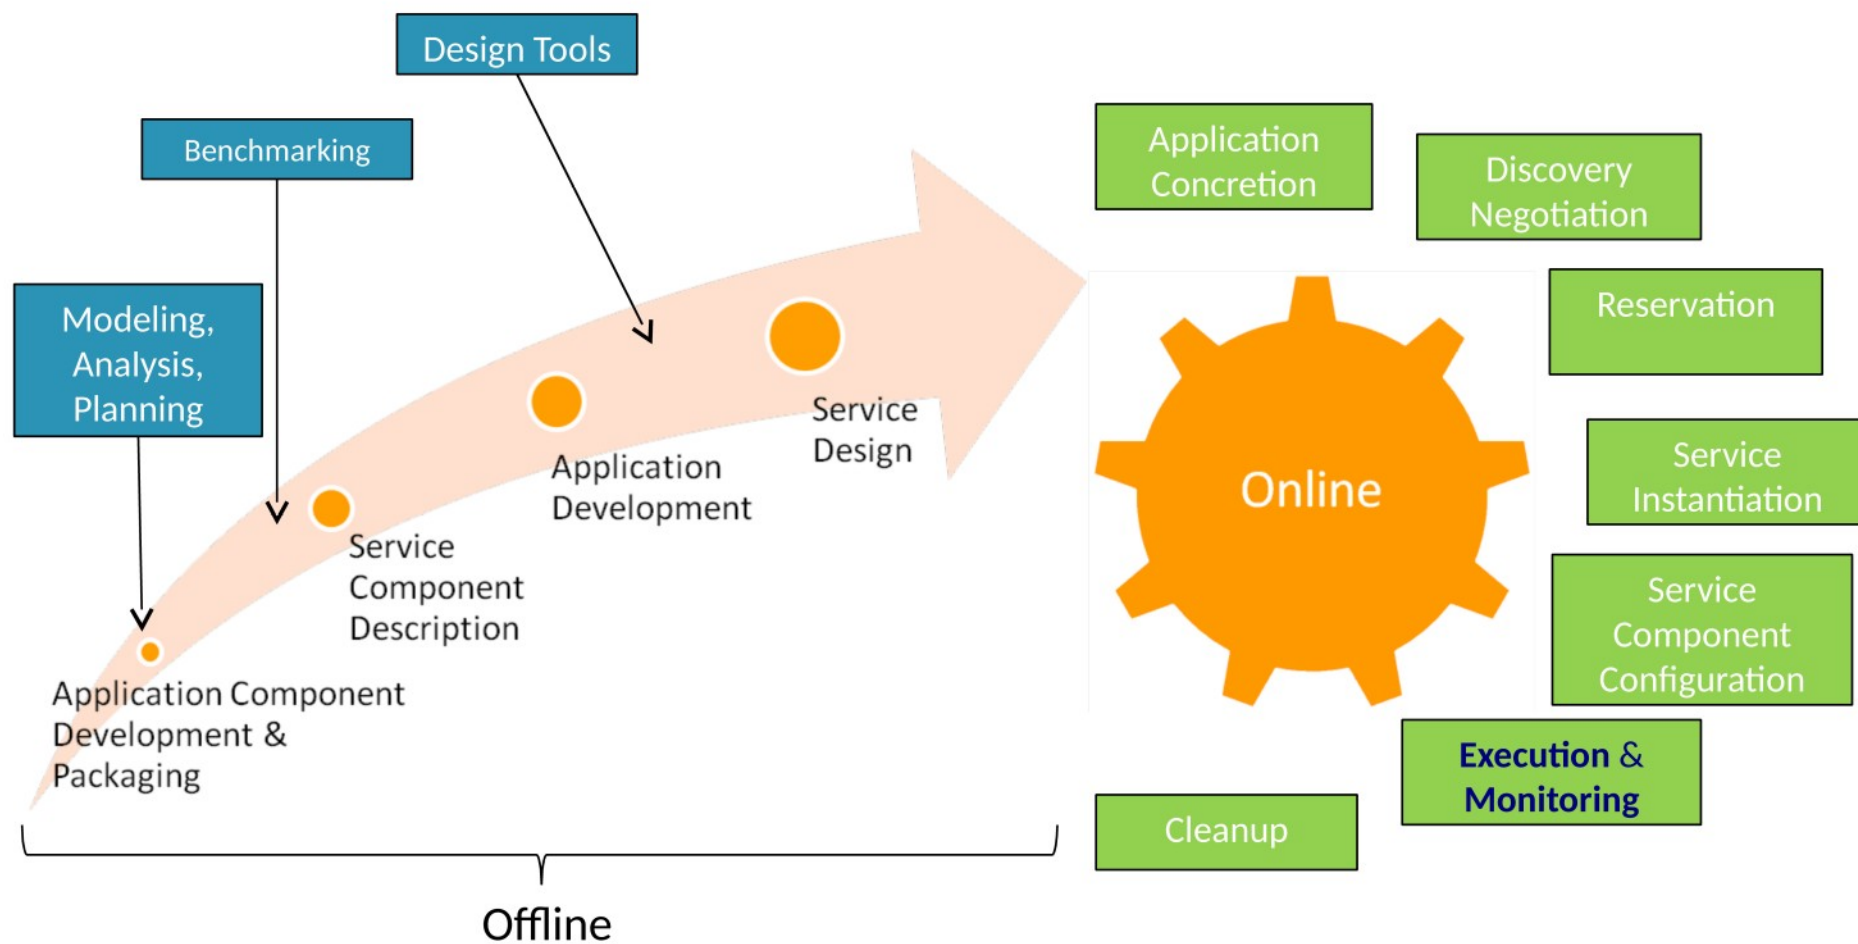 Design Tools
Benchmarking
Modeling,
Analysis,
Planning
Application Component
Development &
Packaging
Service
Component
Description
Application
Development
Service
Design
Offline
Online
Application
Concretion
Discovery
Negotiation
Reservation
Service
Instantiation
Service
Component
Configuration
Execution &
Monitoring
Cleanup